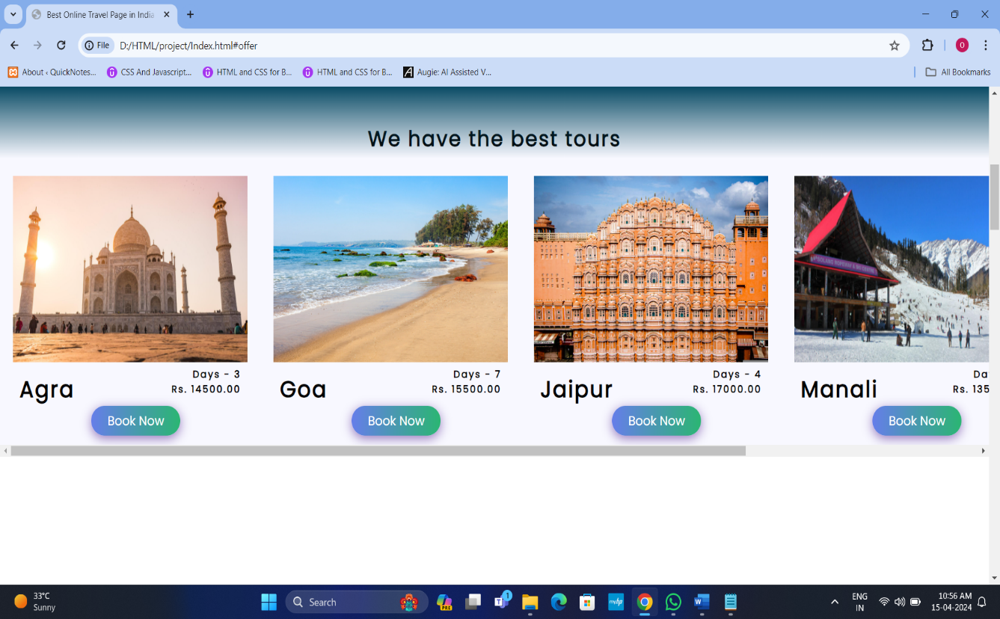 Best Online Travel Page in India
File
D:/HTML/project/Index.html#offer
O
About ‹ QuickNotes...
CSS And Javascript...
HTML and CSS for B...
HTML and CSS for B...
Augie: AI Assisted V...
All Bookmarks
We have the best tours
Days - 3
Agra
Rs. 14500.00
Book Now
Days - 7
Goa
Rs. 15500.00
Book Now
Days - 4
Jaipur
Rs. 17000.00
Book Now
Da
Manali
Rs. 135
Book Now
33°C
Sunny
Search
PRE
1
myhp
W
ENG
IN
10:56 AM
15-04-2024